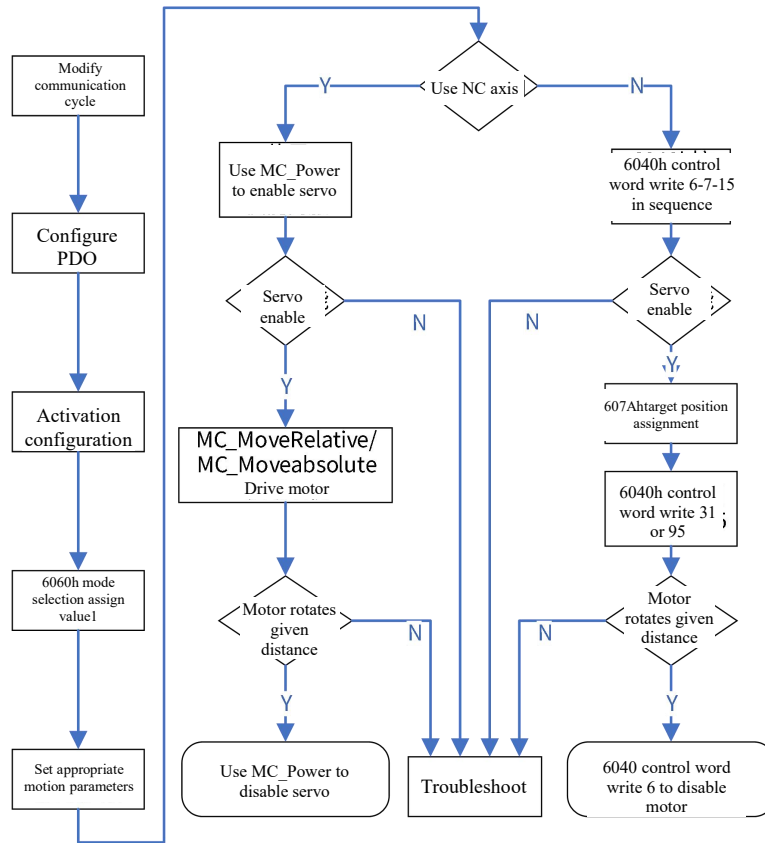 Modify
communication
cycle
Configure
PDO
Activation
configuration
6060h mode
selection assign
value1
Set appropriate
motion parameters
Use NC axis
Y
N
Use MC_Power
to enable servo
Servo
enable
N
Y
MC_MoveRelative/
MC_Moveabsolute
Drive motor
Motor rotates
given
distance
N
Y
Use MC_Power to
disable servo
6040h control
word write 6-7-15
in sequence
Servo
enable
N
Y
607Ahtarget position
assignment
6040h control
word write 31
or 95
Motor
rotates given
distance
N
Y
6040 control word
write 6 to disable
motor
Troubleshoot